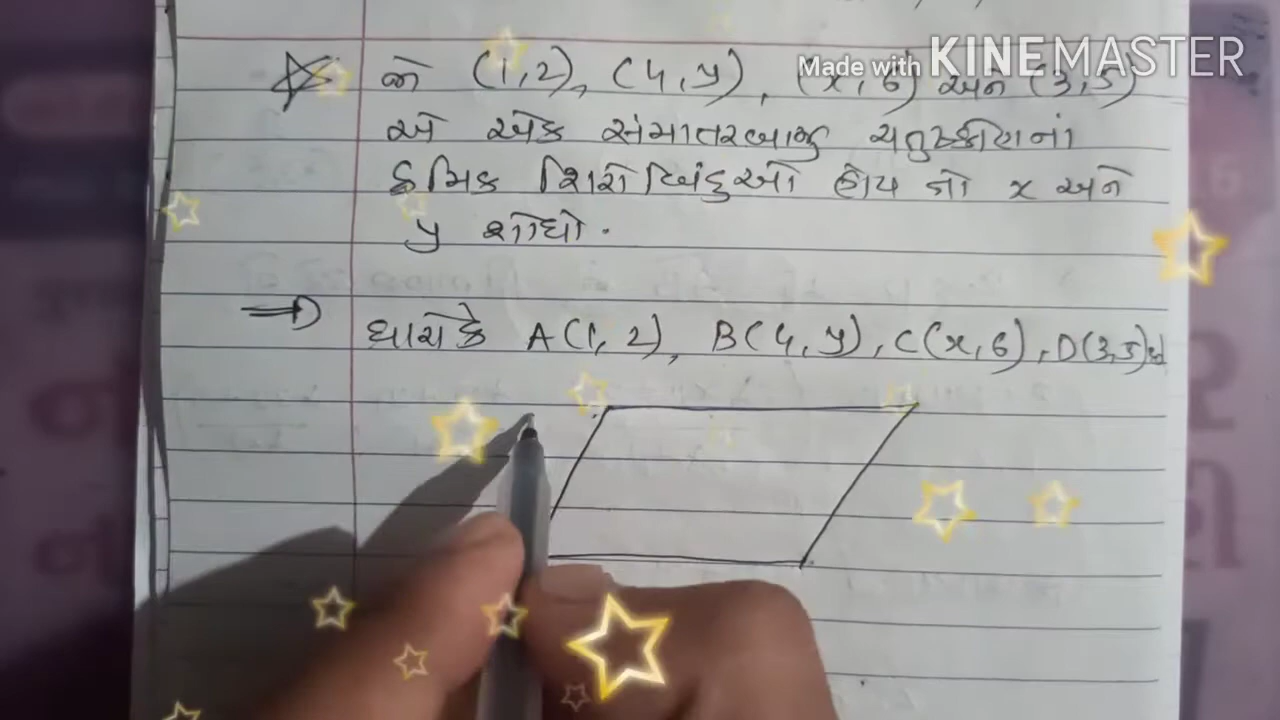 Made with KINEMASTER
જો (1,2), (4,y), (x,6) અને (3,5)
એ એક સમાંતરબાજુ ચતુષ્કોણનાં
ક્રમિક શિરોબિંદુઓ હોય તો x અને
y શોધો.
⇒ ધારોકે A(1,2), B(4,y), C(x,6), D(3,5) છે